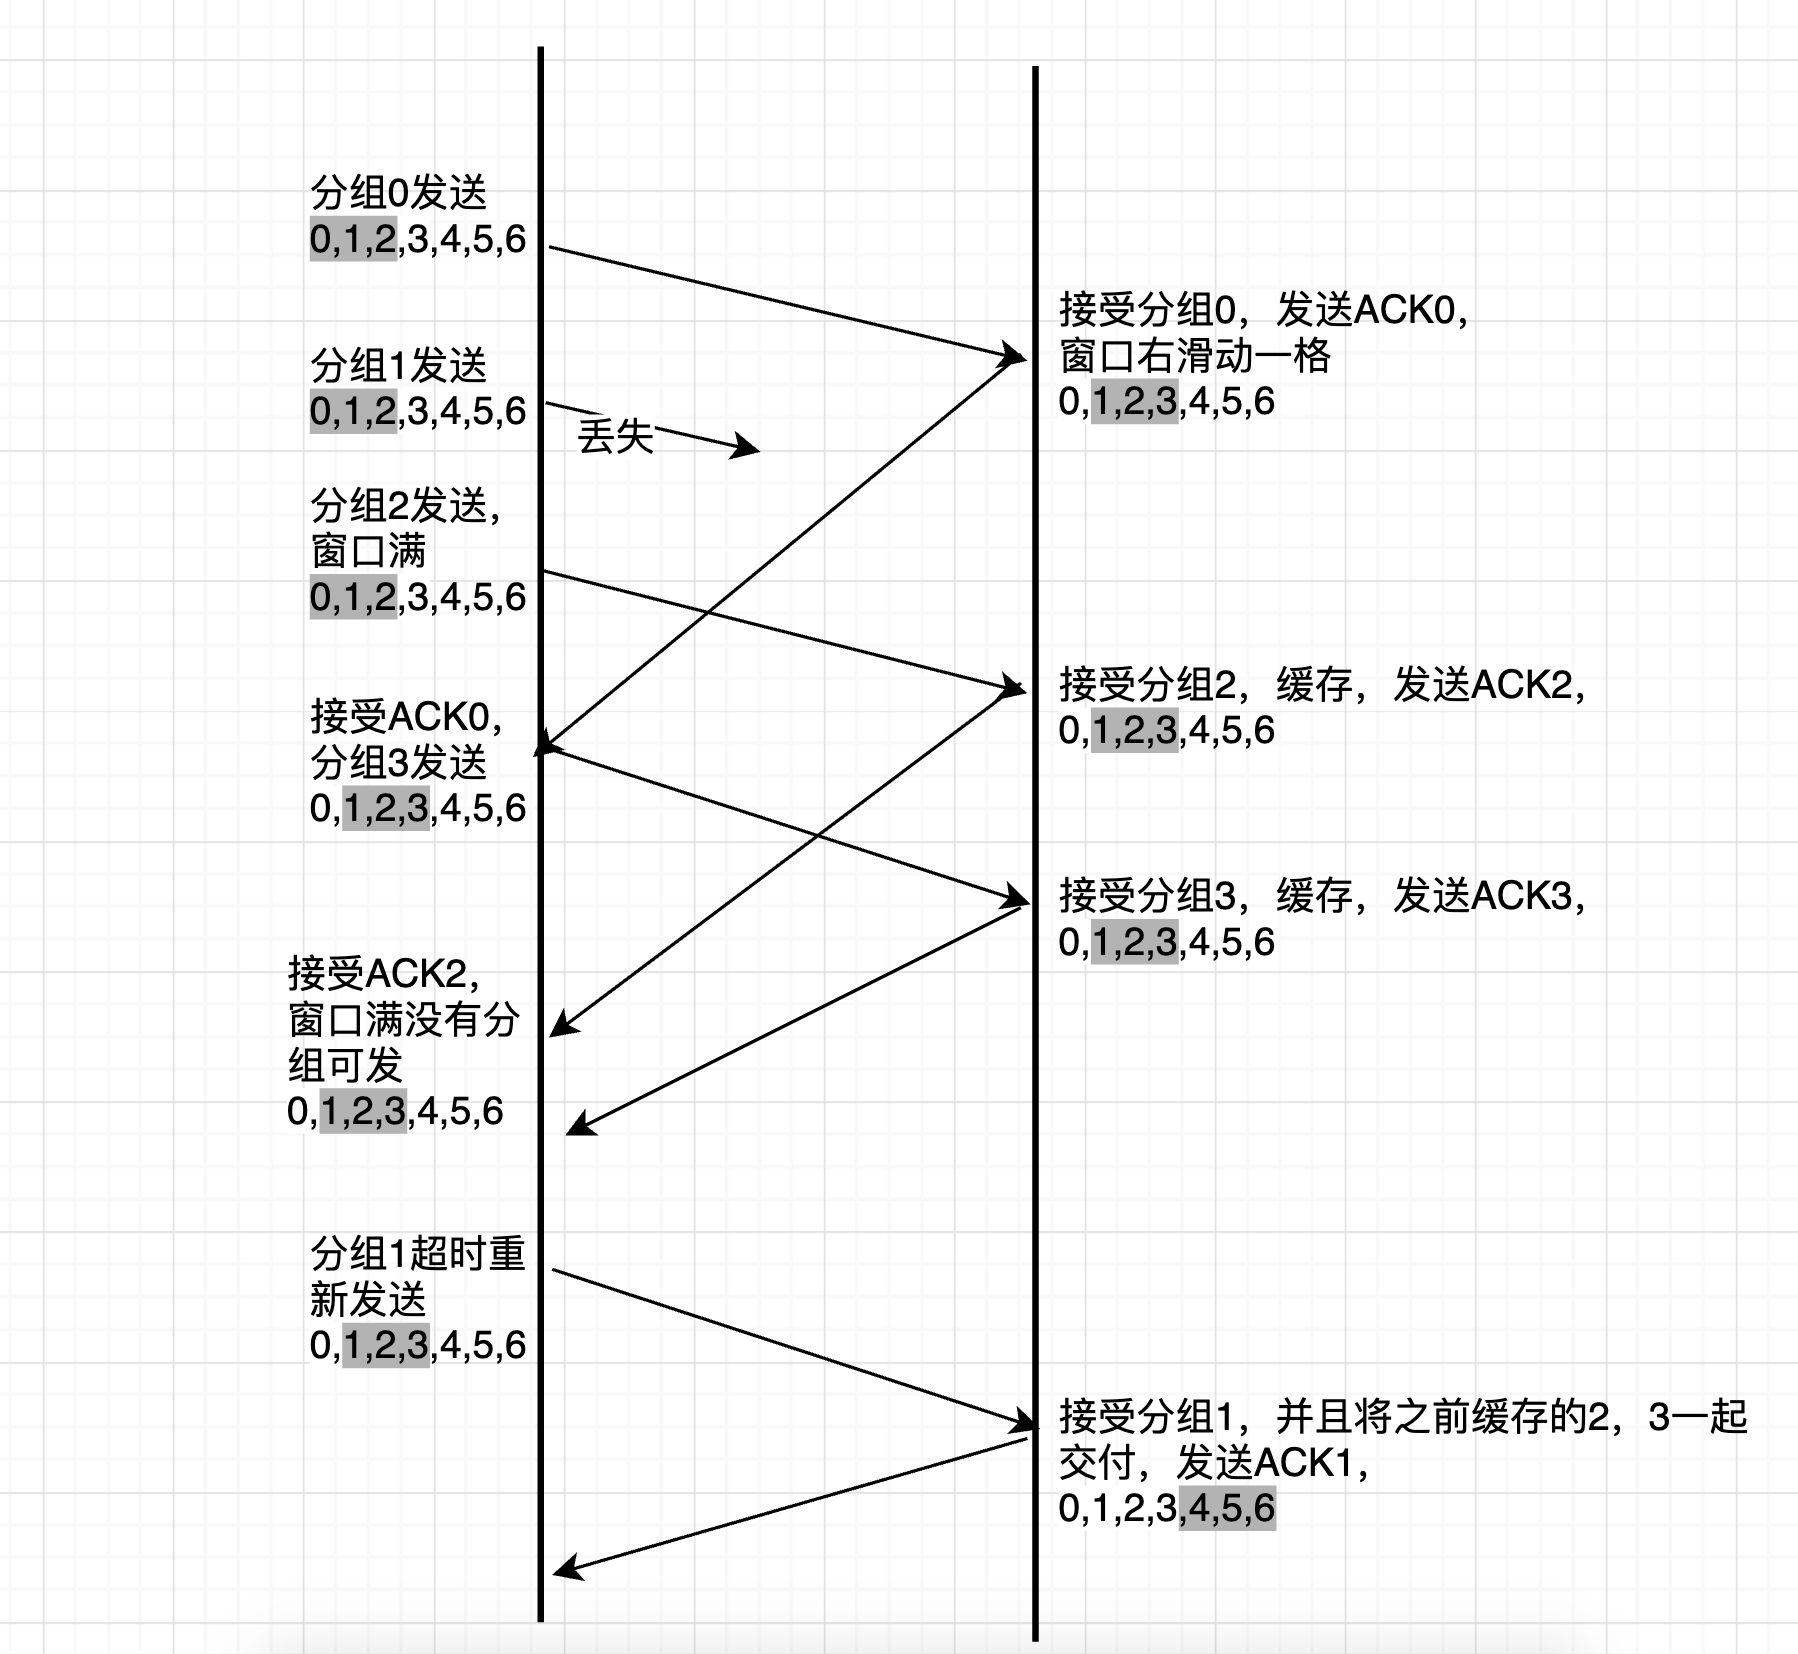 分组0发送
0,1,2,3,4,5,6
接受分组0，发送ACK0，
窗口右滑动一格
0,1,2,3,4,5,6
分组1发送
0,1,2,3,4,5,6
丢失
分组2发送，
窗口满
0,1,2,3,4,5,6
接受分组2，缓存，发送ACK2，
0,1,2,3,4,5,6
接受ACK0，
分组3发送
0,1,2,3,4,5,6
接受分组3，缓存，发送ACK3，
0,1,2,3,4,5,6
接受ACK2，
窗口满没有分
组可发
0,1,2,3,4,5,6
分组1超时重
新发送
0,1,2,3,4,5,6
接受分组1，并且将之前缓存的2，3一起
交付，发送ACK1，
0,1,2,3,4,5,6